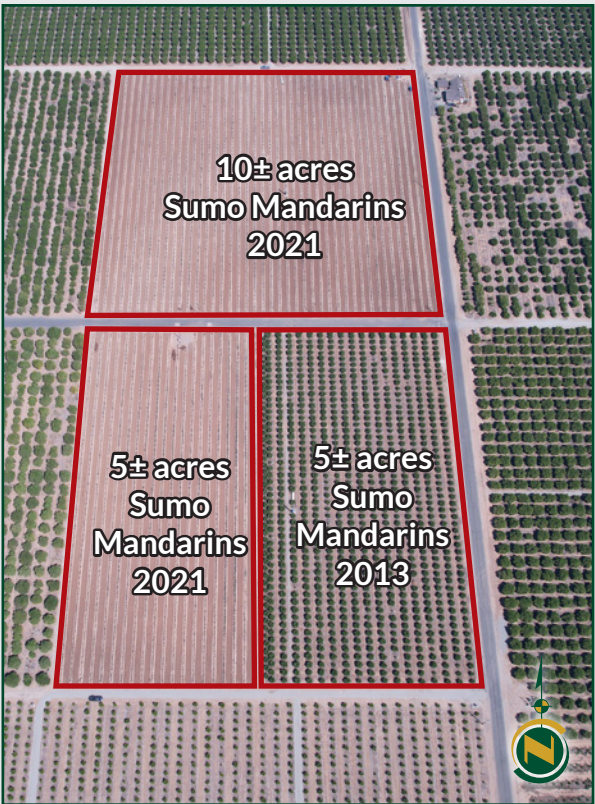 10± acres
Sumo Mandarins
2021
5± acres
Sumo
Mandarins
2021
5± acres
Sumo
Mandarins
2013
N